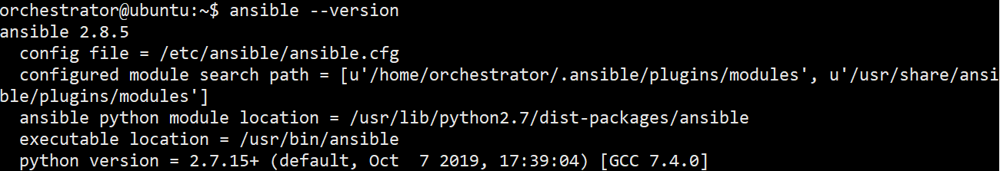 orchestrator@ubuntu:~$ ansible --version
ansible 2.8.5
  config file = /etc/ansible/ansible.cfg
  configured module search path = [u'/home/orchestrator/.ansible/plugins/modules', u'/usr/share/ansi
ble/plugins/modules']
  ansible python module location = /usr/lib/python2.7/dist-packages/ansible
  executable location = /usr/bin/ansible
  python version = 2.7.15+ (default, Oct  7 2019, 17:39:04) [GCC 7.4.0]